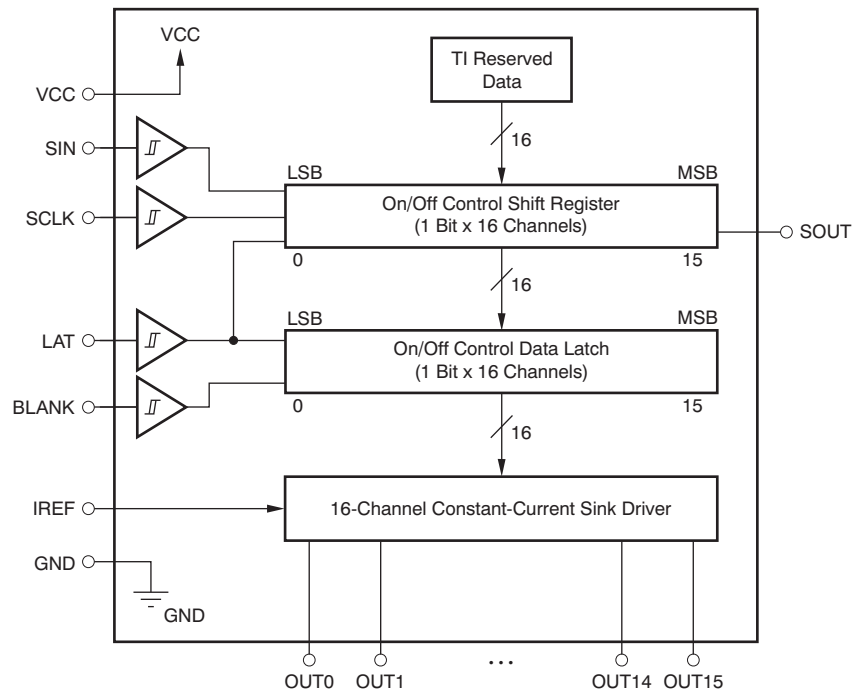 VCC
TI Reserved
Data
VCC
SIN
16
LSB
MSB
On/Off Control Shift Register
(1 Bit x 16 Channels)
SCLK
SOUT
0
15
16
LSB
MSB
LAT
On/Off Control Data Latch
(1 Bit x 16 Channels)
BLANK
0
15
16
IREF
16-Channel Constant-Current Sink Driver
GND
GND
...
OUT0
OUT1
OUT14
OUT15